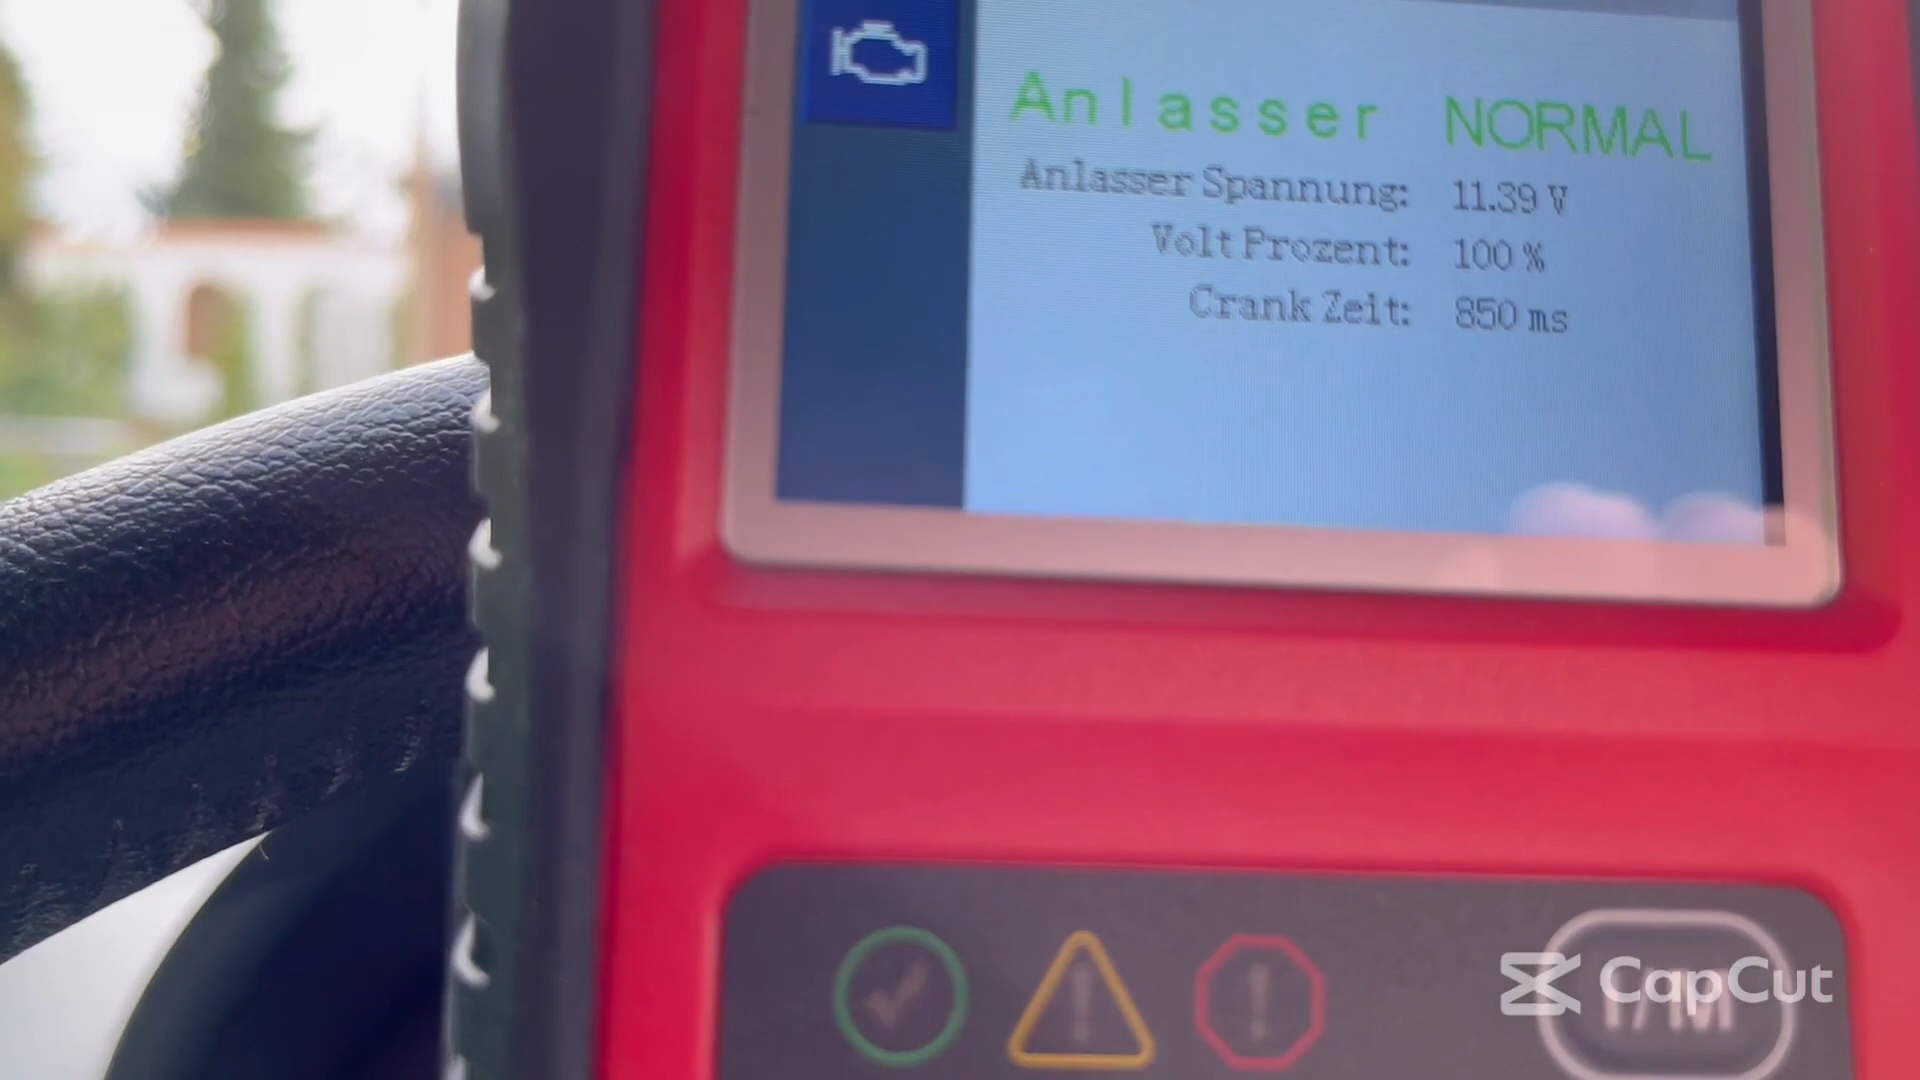 Anlasser NORMAL
Anlasser Spannung: 11.39 V
Volt Prozent: 100 %
Crank Zeit: 850 ms
I/M
CapCut